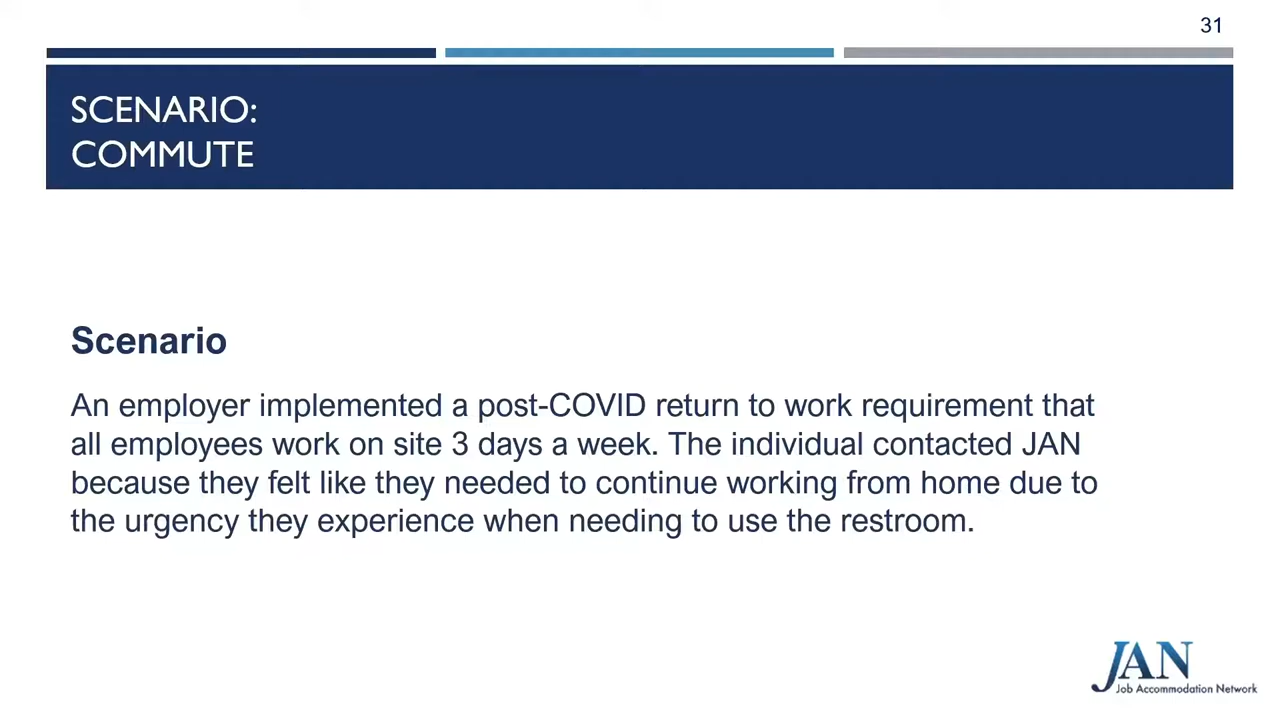 31
SCENARIO:
COMMUTE
Scenario
An employer implemented a post-COVID return to work requirement that
all employees work on site 3 days a week. The individual contacted JAN
because they felt like they needed to continue working from home due to
the urgency they experience when needing to use the restroom.
JAN
Job Accommodation Network